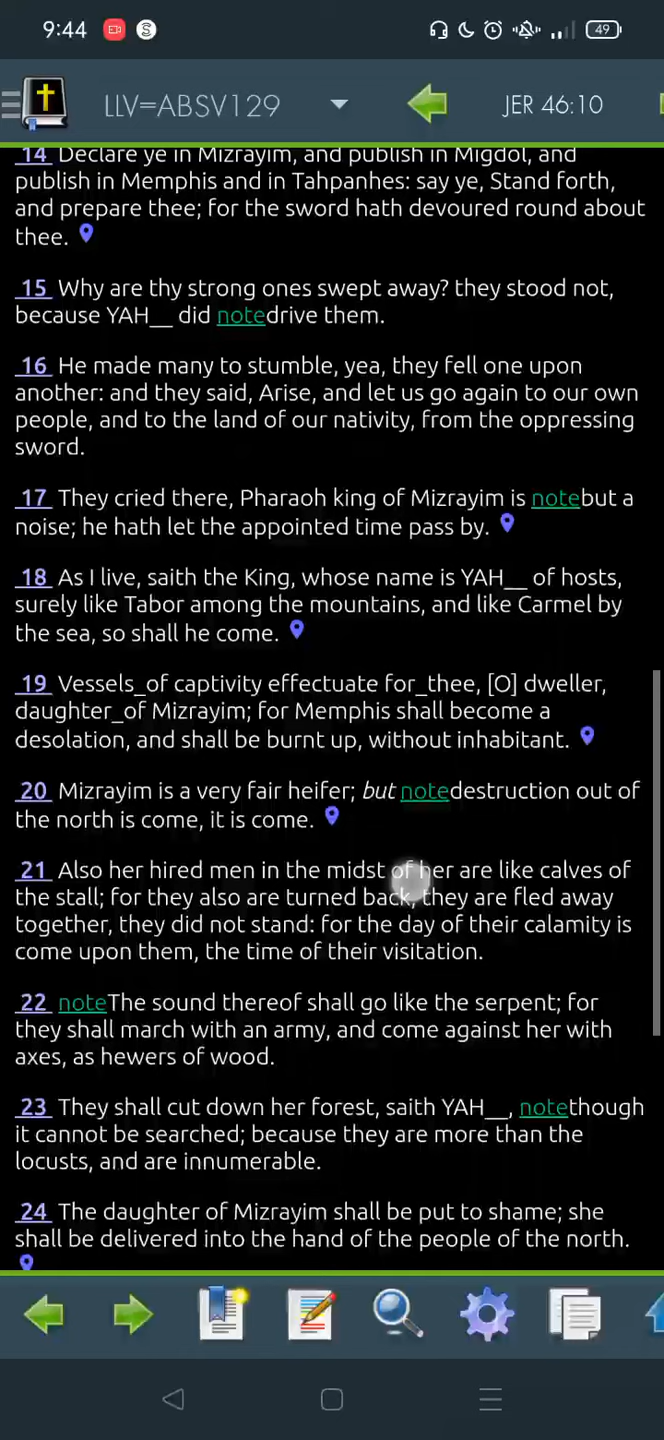 9:44
49
LLV=ABSV129
JER 46:10
14 Declare ye in Mizrayim, and publish in Migdol, and
publish in Memphis and in Tahpanhes: say ye, Stand forth,
and prepare thee; for the sword hath devoured round about
thee.
15 Why are thy strong ones swept away? they stood not,
because YAH__ did notedrive them.
16 He made many to stumble, yea, they fell one upon
another: and they said, Arise, and let us go again to our own
people, and to the land of our nativity, from the oppressing
sword.
17 They cried there, Pharaoh king of Mizrayim is notebut a
noise; he hath let the appointed time pass by.
18 As I live, saith the King, whose name is YAH__ of hosts,
surely like Tabor among the mountains, and like Carmel by
the sea, so shall he come.
19 Vessels_of captivity effectuate for_thee, [O] dweller,
daughter_of Mizrayim; for Memphis shall become a
desolation, and shall be burnt up, without inhabitant.
20 Mizrayim is a very fair heifer; but notedestruction out of
the north is come, it is come.
21 Also her hired men in the midst of her are like calves of
the stall; for they also are turned back, they are fled away
together, they did not stand: for the day of their calamity is
come upon them, the time of their visitation.
22 noteThe sound thereof shall go like the serpent; for
they shall march with an army, and come against her with
axes, as hewers of wood.
23 They shall cut down her forest, saith YAH__, notethough
it cannot be searched; because they are more than the
locusts, and are innumerable.
24 The daughter of Mizrayim shall be put to shame; she
shall be delivered into the hand of the people of the north.